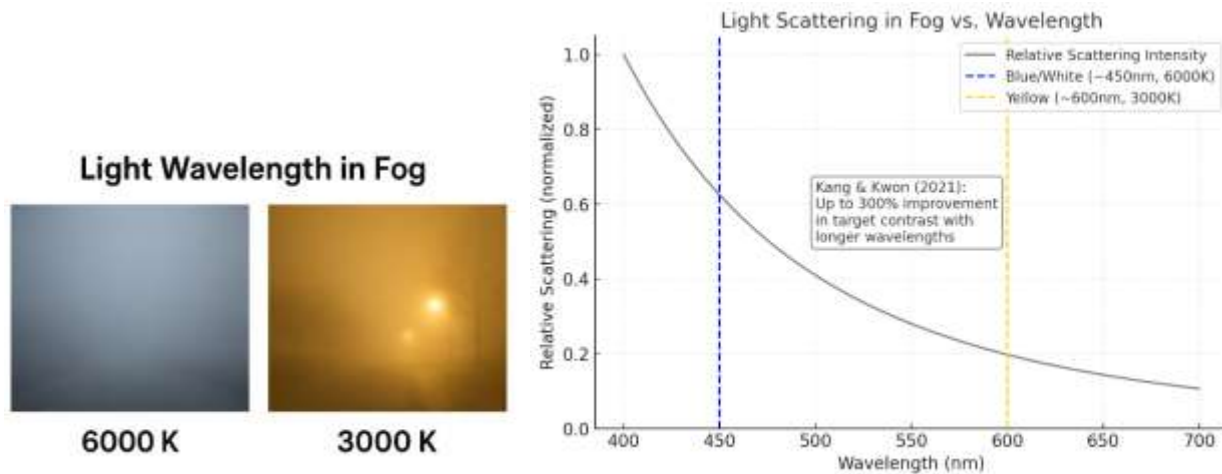 Light Wavelength in Fog
6000 K
3000 K
Light Scattering in Fog vs. Wavelength
Relative Scattering (normalized)
1.0
0.8
0.6
0.4
0.2
0.0
Relative Scattering Intensity
Blue/White (~450nm, 6000K)
Yellow (~600nm, 3000K)
Kang & Kwon (2021):
Up to 300% improvement
in target contrast with
longer wavelengths
400 450 500 550 600 650 700
Wavelength (nm)